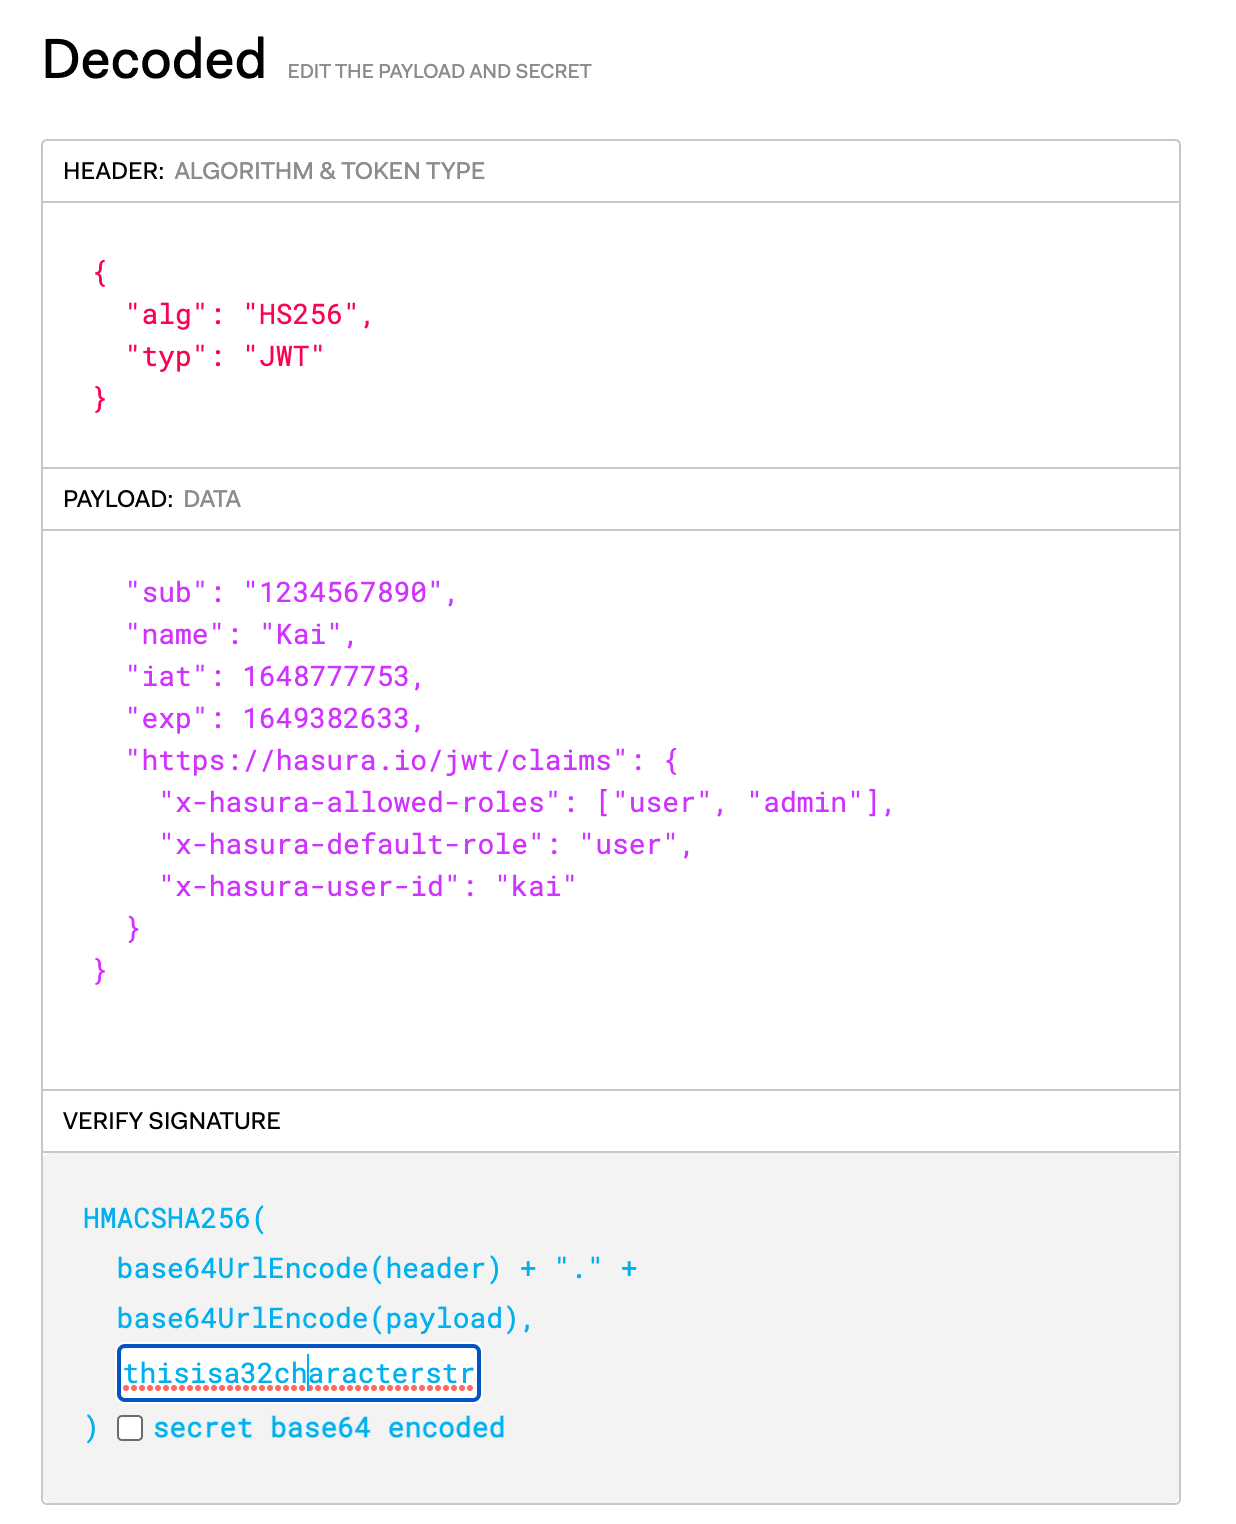 Decoded EDIT THE PAYLOAD AND SECRET
HEADER: ALGORITHM & TOKEN TYPE
{
  "alg": "HS256",
  "typ": "JWT"
}
PAYLOAD: DATA
  "sub": "1234567890",
  "name": "Kai",
  "iat": 1648777753,
  "exp": 1649382633,
  "https://hasura.io/jwt/claims": {
    "x-hasura-allowed-roles": ["user", "admin"],
    "x-hasura-default-role": "user",
    "x-hasura-user-id": "kai"
  }
}
VERIFY SIGNATURE
HMACSHA256(
  base64UrlEncode(header) + "." +
  base64UrlEncode(payload),
  thisisa32characterstr
) secret base64 encoded